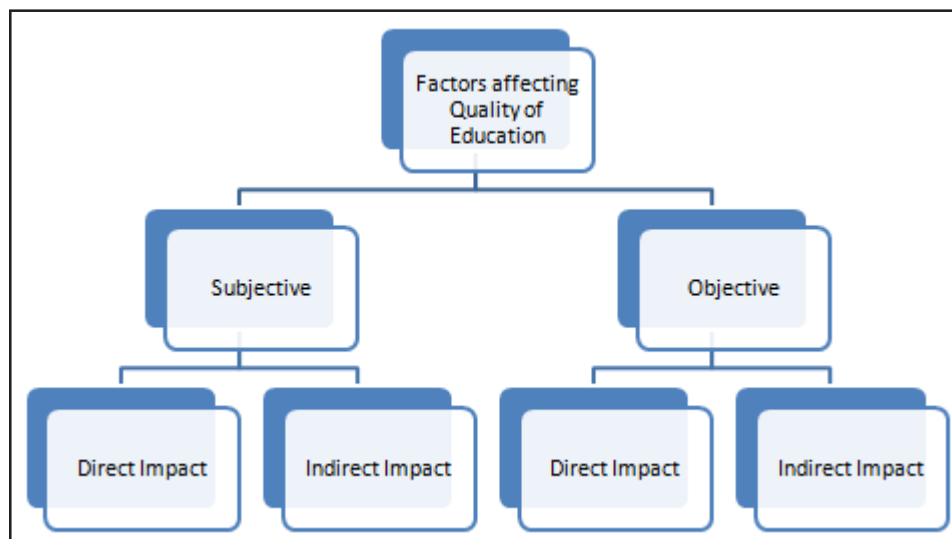 Factors affecting
Quality of
Education
Subjective
Objective
Direct Impact
Indirect Impact
Direct Impact
Indirect Impact